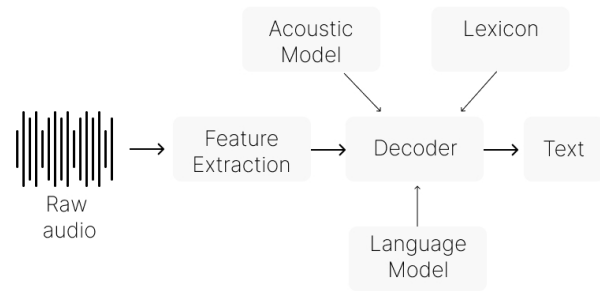 Acoustic
Model
Lexicon
Raw
audio
Feature
Extraction
Decoder
Text
Language
Model